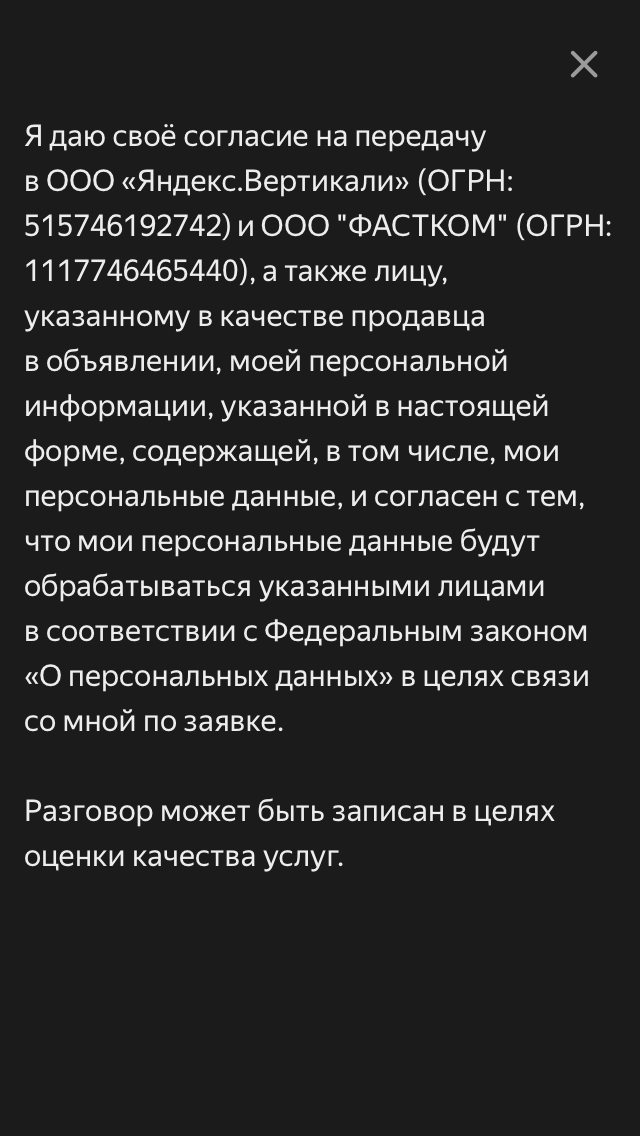 Я даю своё согласие на передачу
в ООО «Яндекс.Вертикали» (ОГРН:
515746192742) и ООО "ФАСТКОМ" (ОГРН:
1117746465440), а также лицу,
указанному в качестве продавца
в объявлении, моей персональной
информации, указанной в настоящей
форме, содержащей, в том числе, мои
персональные данные, и согласен с тем,
что мои персональные данные будут
обрабатываться указанными лицами
в соответствии с Федеральным законом
«О персональных данных» в целях связи
со мной по заявке.
Разговор может быть записан в целях
оценки качества услуг.